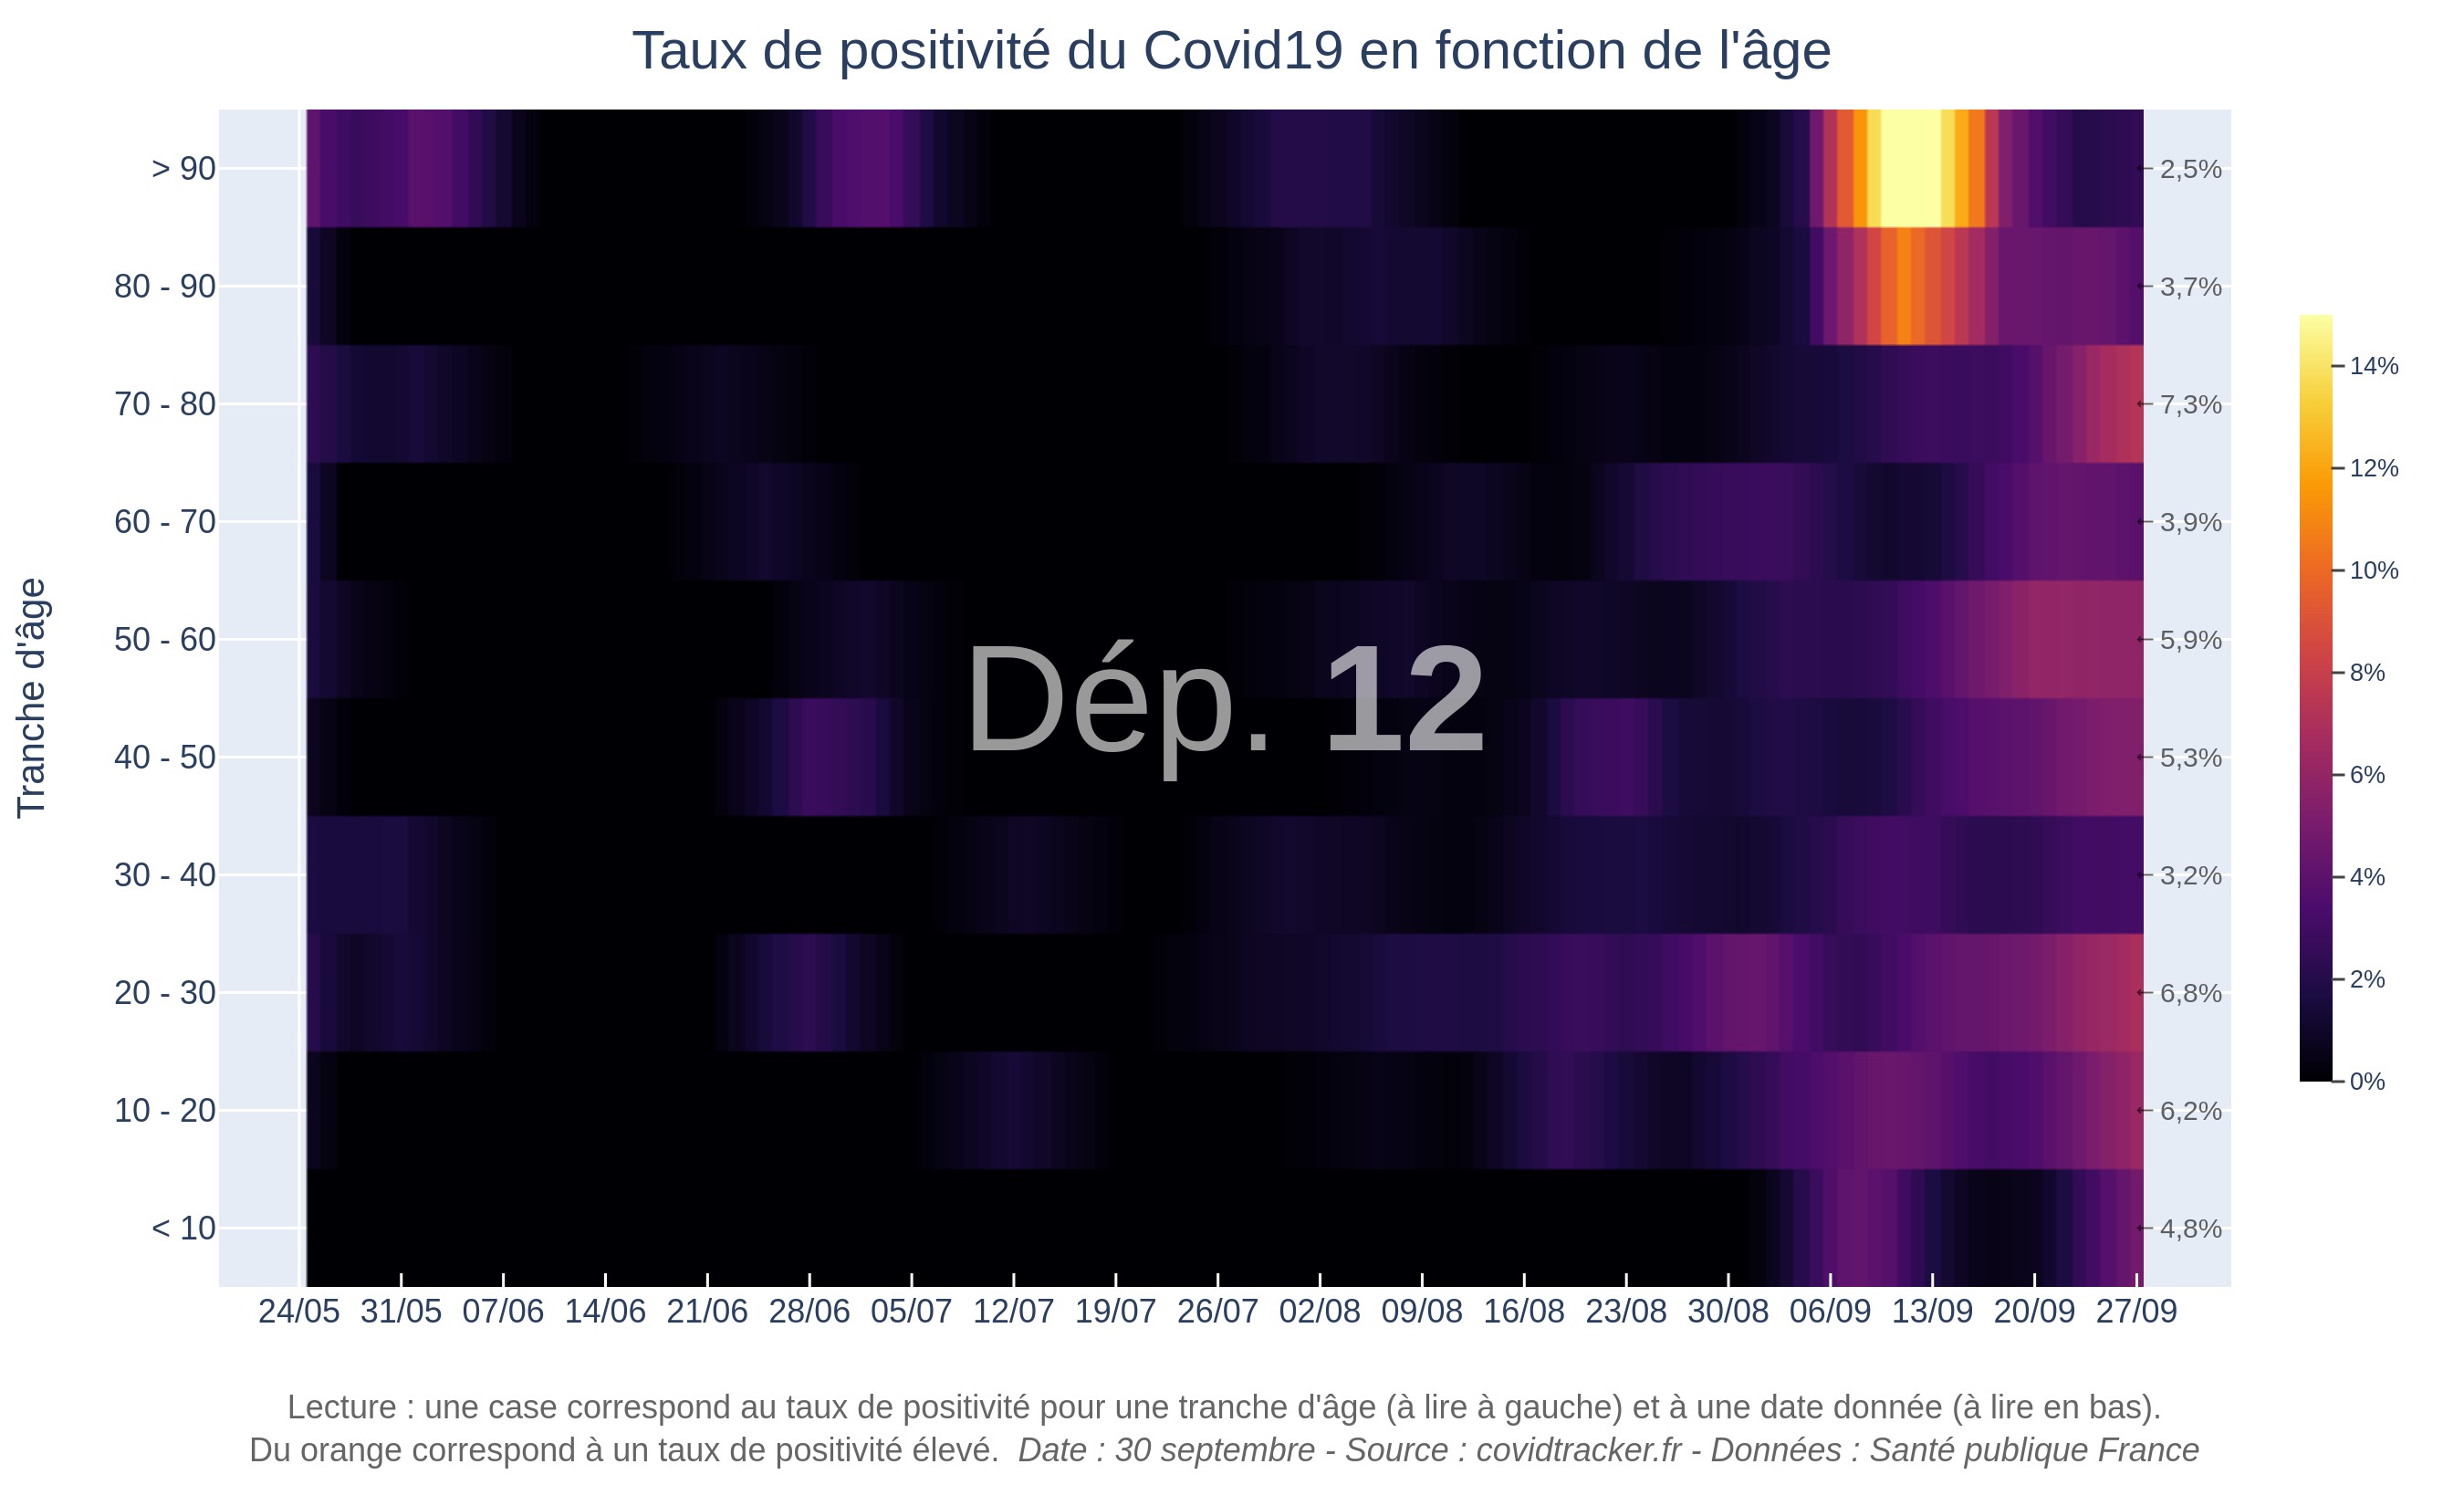 Taux de positivité du Covid19 en fonction de l'âge
Tranche d'âge
> 90
80 - 90
70 - 80
60 - 70
50 - 60
40 - 50
30 - 40
20 - 30
10 - 20
< 10
Dép. 12
2,5%
3,7%
7,3%
3,9%
5,9%
5,3%
3,2%
6,8%
6,2%
4,8%
14%
12%
10%
8%
6%
4%
2%
0%
24/05 31/05 07/06 14/06 21/06 28/06 05/07 12/07 19/07 26/07 02/08 09/08 16/08 23/08 30/08 06/09 13/09 20/09 27/09
Lecture : une case correspond au taux de positivité pour une tranche d'âge (à lire à gauche) et à une date donnée (à lire en bas).
Du orange correspond à un taux de positivité élevé. Date : 30 septembre - Source : covidtracker.fr - Données : Santé publique France